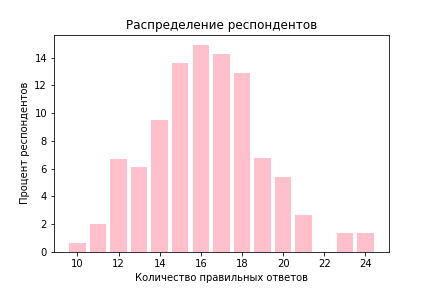 Распределение респондентов
Процент респондентов
14
12
10
8
6
4
2
0
10 12 14 16 18 20 22 24
Количество правильных ответов